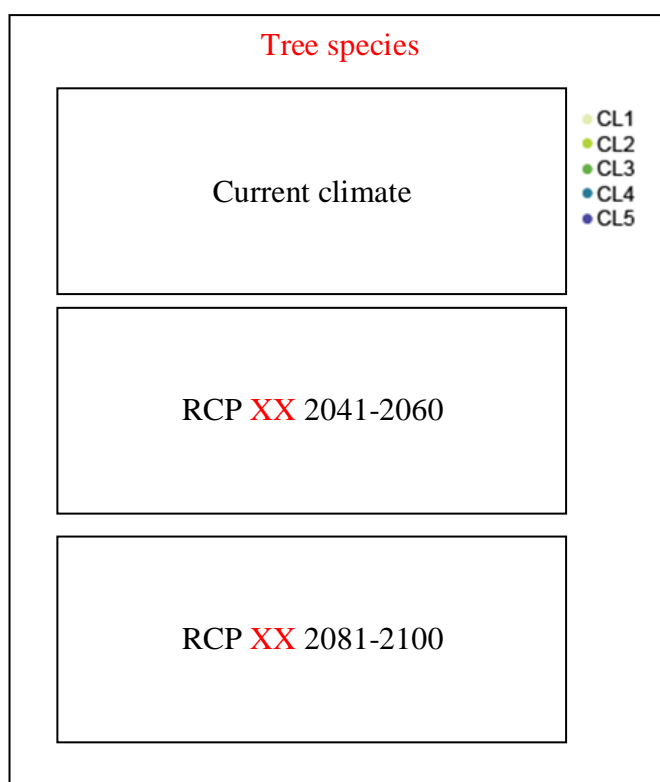 Tree species
Current climate
CL1
CL2
CL3
CL4
CL5
RCP XX 2041-2060
RCP XX 2081-2100